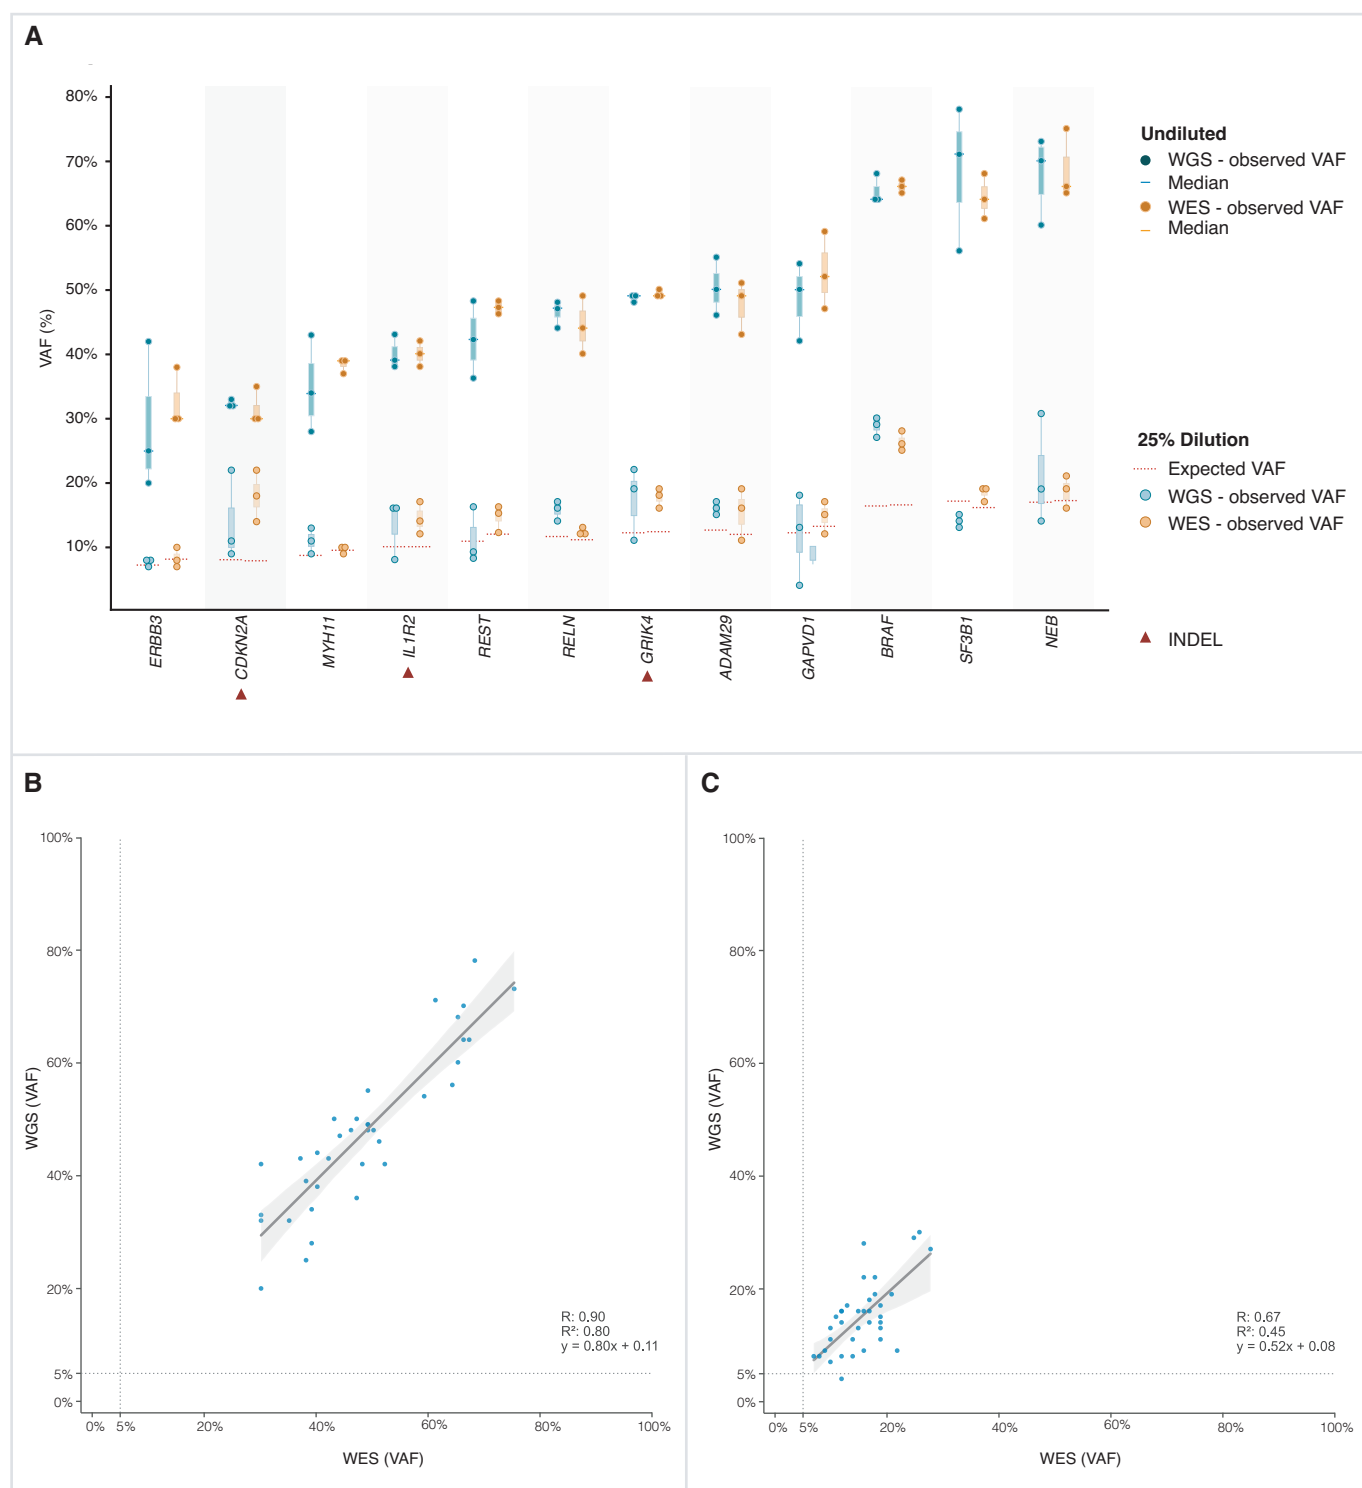 A
80%
70%
60%
50%
40%
30%
20%
10%
VAF (%)
ERBB3
CDKN2A
MYH11
IL1R2
REST
RELN
GRIK4
ADAM29
GAPVD1
BRAF
SF3B1
NEB
Undiluted
WGS - observed VAF
Median
WES - observed VAF
Median
25% Dilution
Expected VAF
WGS - observed VAF
WES - observed VAF
INDEL
B
100%
80%
60%
40%
20%
5%
0%
WGS (VAF)
R: 0.90
R²: 0.80
y = 0.80x + 0.11
0% 5% 20% 40% 60% 80% 100%
WES (VAF)
C
100%
80%
60%
40%
20%
5%
0%
WGS (VAF)
R: 0.67
R²: 0.45
y = 0.52x + 0.08
0% 5% 20% 40% 60% 80% 100%
WES (VAF)